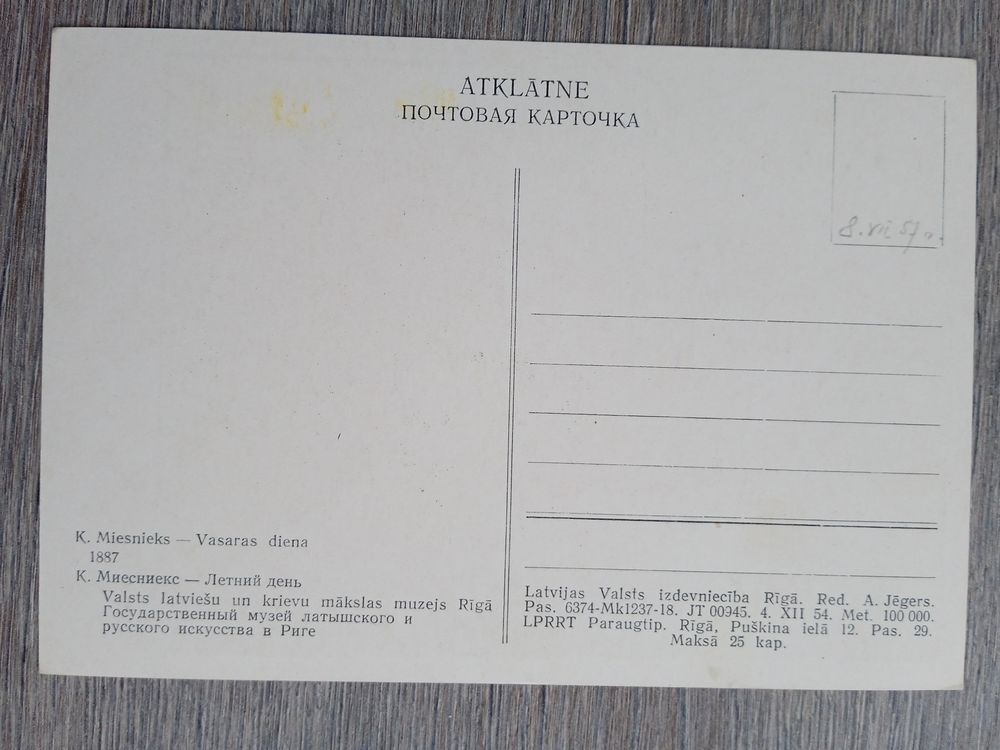 ATKLĀTNE
ПОЧТОВАЯ КАРТОЧКА
8. VII 57 г.
Ķ. Miesnieks — Vasaras diena
1887
К. Миесниекс — Летний день
Valsts latviešu un krievu mākslas muzejs Rīgā
Государственный музей латышского и
русского искусства в Риге
Latvijas Valsts izdevniecība Rīgā. Red. A. Jēgers.
Pas. 6374-Mk1237-18. JT 00945. 4. XII 54. Met. 100 000.
LPRRT Paraugtip. Rīgā, Puškina ielā 12. Pas. 29.
Maksā 25 kap.